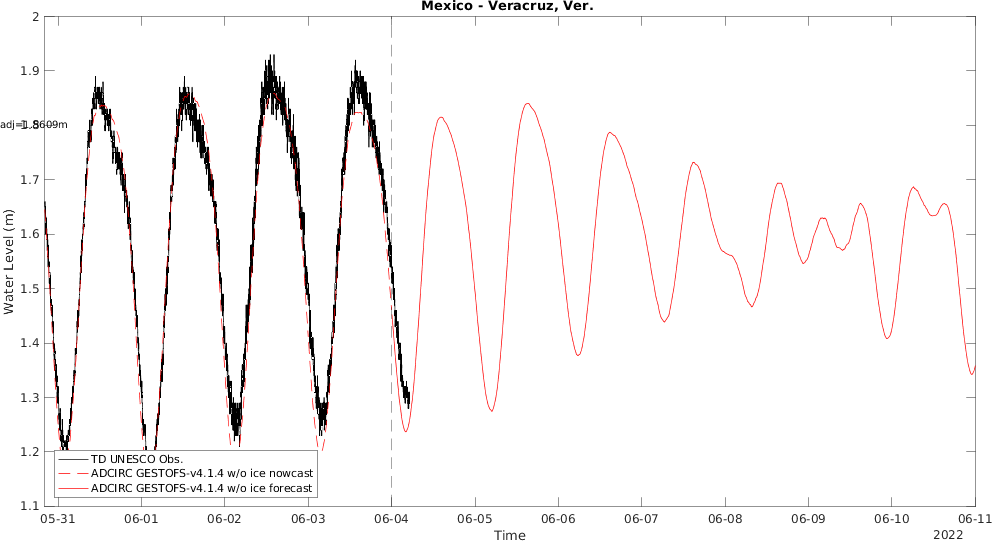 Mexico - Veracruz, Ver.
2
1.9
1.8
adj=1.8609m
1.7
1.6
1.5
1.4
1.3
1.2
1.1
Water Level (m)
TD UNESCO Obs.
ADCIRC GESTOFS-v4.1.4 w/o ice nowcast
ADCIRC GESTOFS-v4.1.4 w/o ice forecast
05-31 06-01 06-02 06-03 06-04 06-05 06-06 06-07 06-08 06-09 06-10 06-11
Time
2022